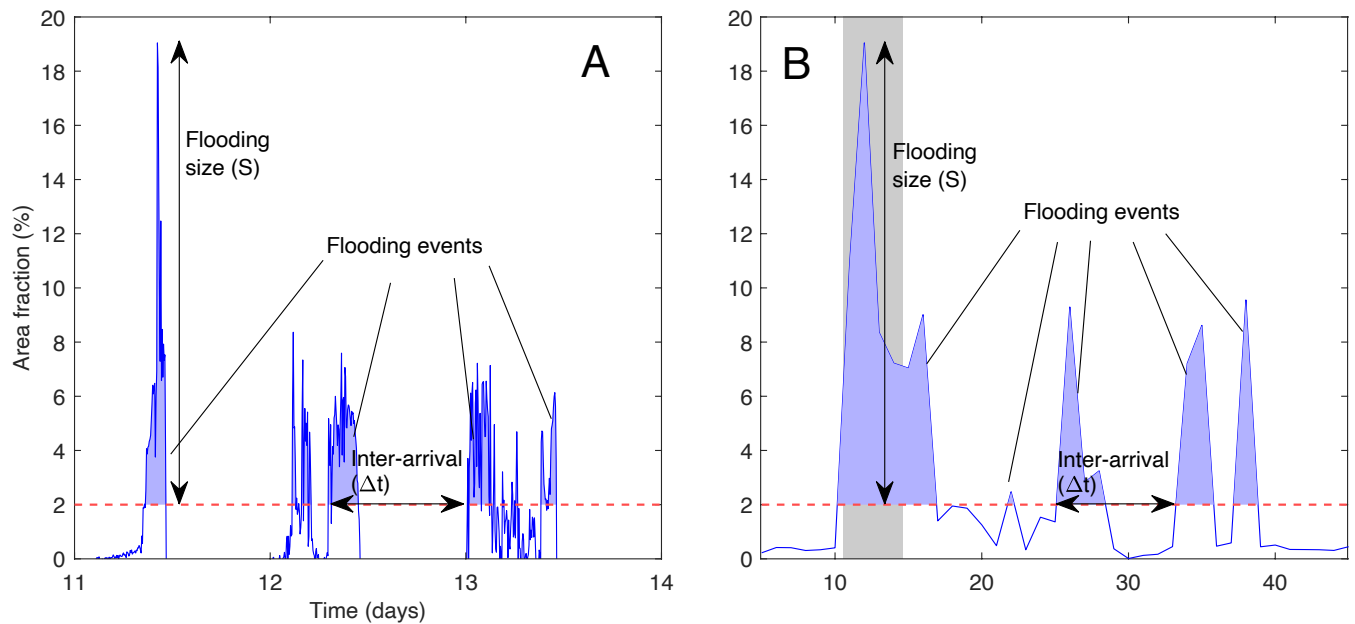 A
20
18
16
14
12
10
8
6
4
2
0
Area fraction (%)
Flooding
size (S)
Flooding events
Inter-arrival
(Δt)
11
12
13
14
Time (days)
B
20
18
16
14
12
10
8
6
4
2
0
Flooding
size (S)
Flooding events
Inter-arrival
(Δt)
10
20
30
40